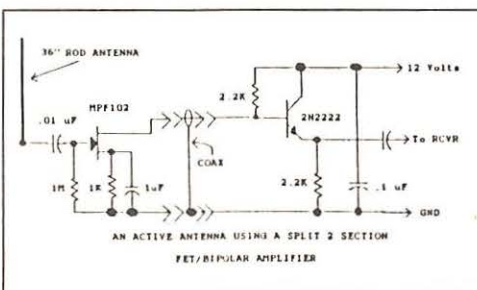 36" ROD ANTENNA
12 Volts
2.2K
MPF102
2N2222
.01 uF
To RCVR
COAX
1M
1K
1uF
2.2K
.1 uF
GND
AN ACTIVE ANTENNA USING A SPLIT 2 SECTION
FET/BIPOLAR AMPLIFIER